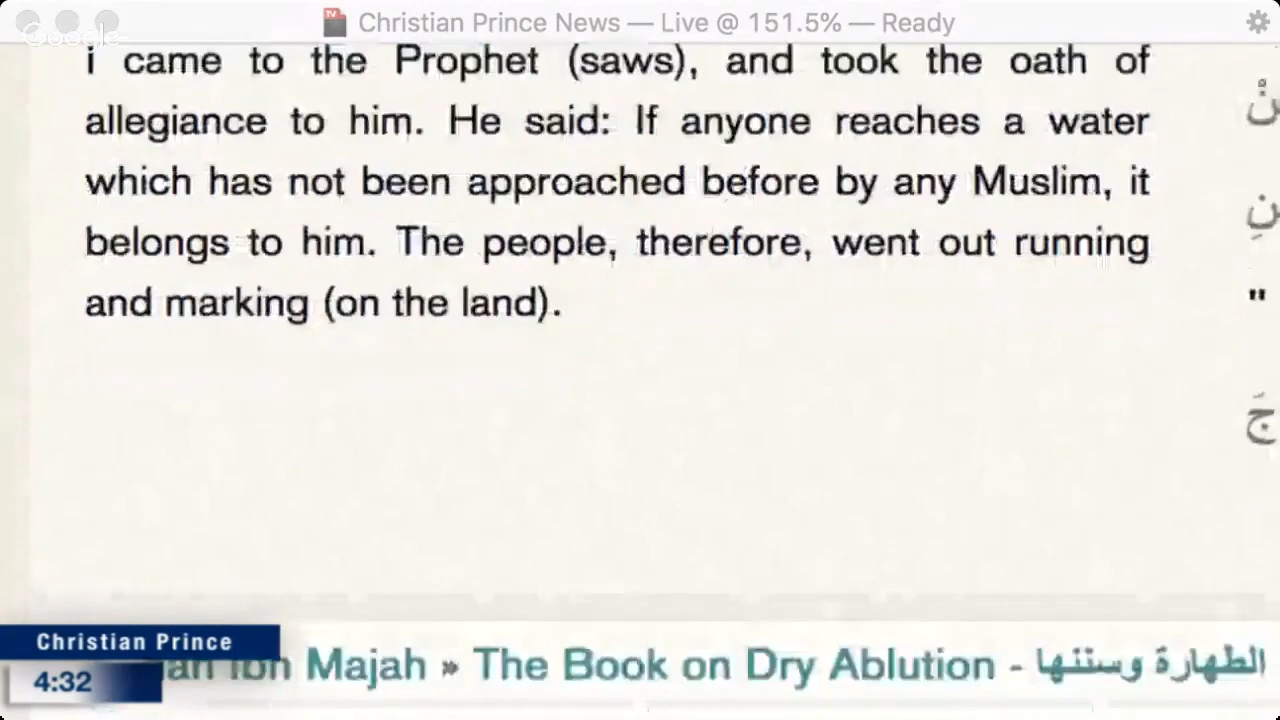 Christian Prince News — Live @ 151.5% — Ready
Google
i came to the Prophet (saws), and took the oath of
allegiance to him. He said: If anyone reaches a water
which has not been approached before by any Muslim, it
belongs to him. The people, therefore, went out running
and marking (on the land).
"
Christian Prince
Ibn Majah » The Book on Dry Ablution - الطهارة وسننها
4:32